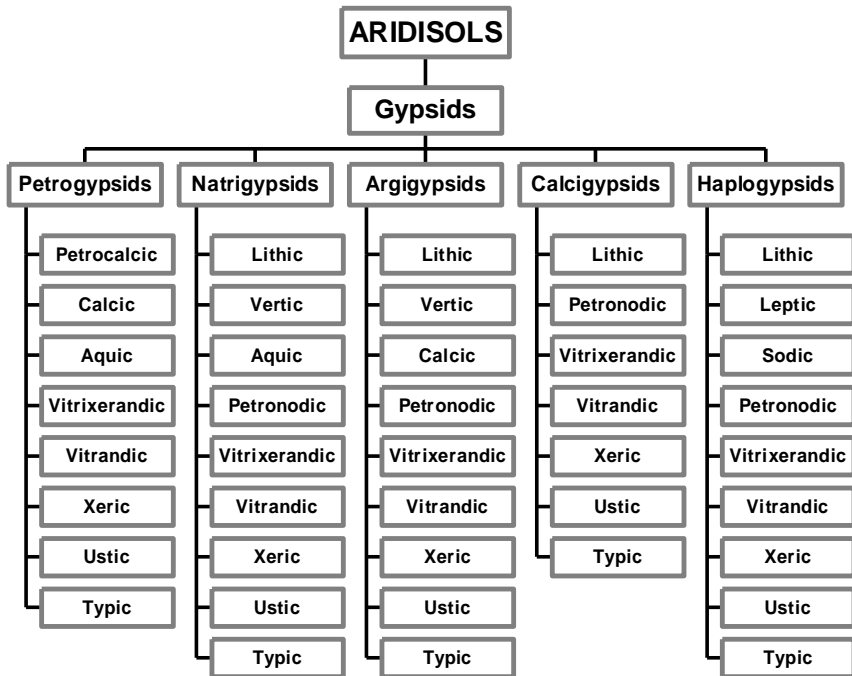 ARIDISOLS
Gypsids
Petrogypsids
Natrigypsids
Argigypsids
Calcigypsids
Haplogypsids
Petrocalcic
Calcic
Aquic
Vitrixerandic
Vitrandic
Xeric
Ustic
Typic
Lithic
Vertic
Aquic
Petronodic
Vitrixerandic
Vitrandic
Xeric
Ustic
Typic
Lithic
Vertic
Calcic
Petronodic
Vitrixerandic
Vitrandic
Xeric
Ustic
Typic
Lithic
Petronodic
Vitrixerandic
Vitrandic
Xeric
Ustic
Typic
Lithic
Leptic
Sodic
Petronodic
Vitrixerandic
Vitrandic
Xeric
Ustic
Typic